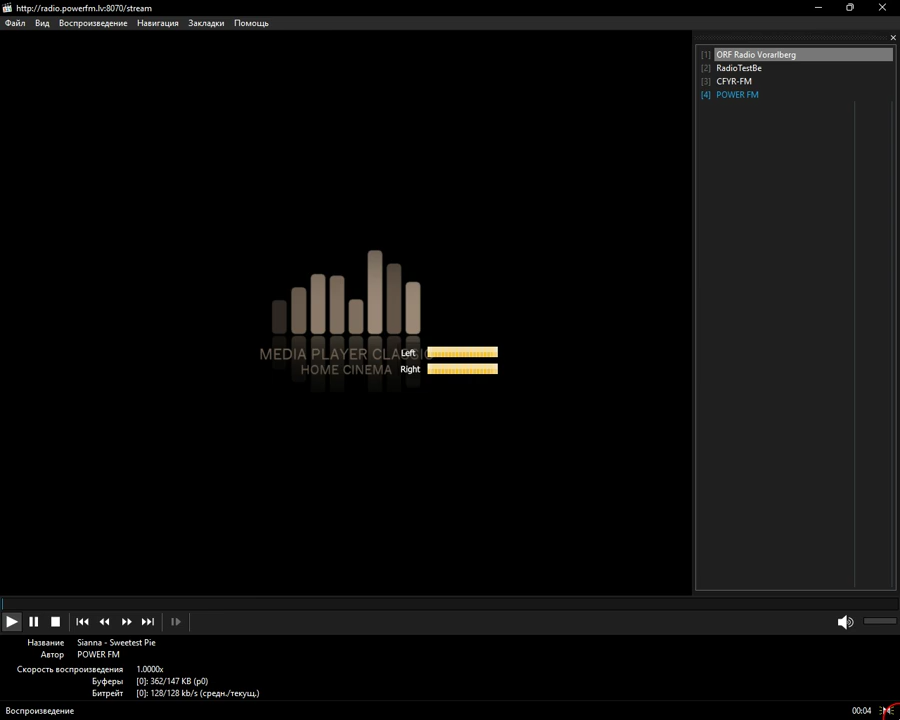 http://radio.powerfm.lv:8070/stream
Файл Вид Воспроизведение Навигация Закладки Помощь
[1] ORF Radio Vorarlberg
[2] RadioTestBe
[3] CFYR-FM
[4] POWER FM
MEDIA PLAYER CLASSIC
HOME CINEMA
Left
Right
Название Sianna - Sweetest Pie
Автор POWER FM
Скорость воспроизведения 1.0000x
Буферы [0]: 362/147 KB (p0)
Битрейт [0]: 128/128 kb/s (средн./текущ.)
Воспроизведение 00:04